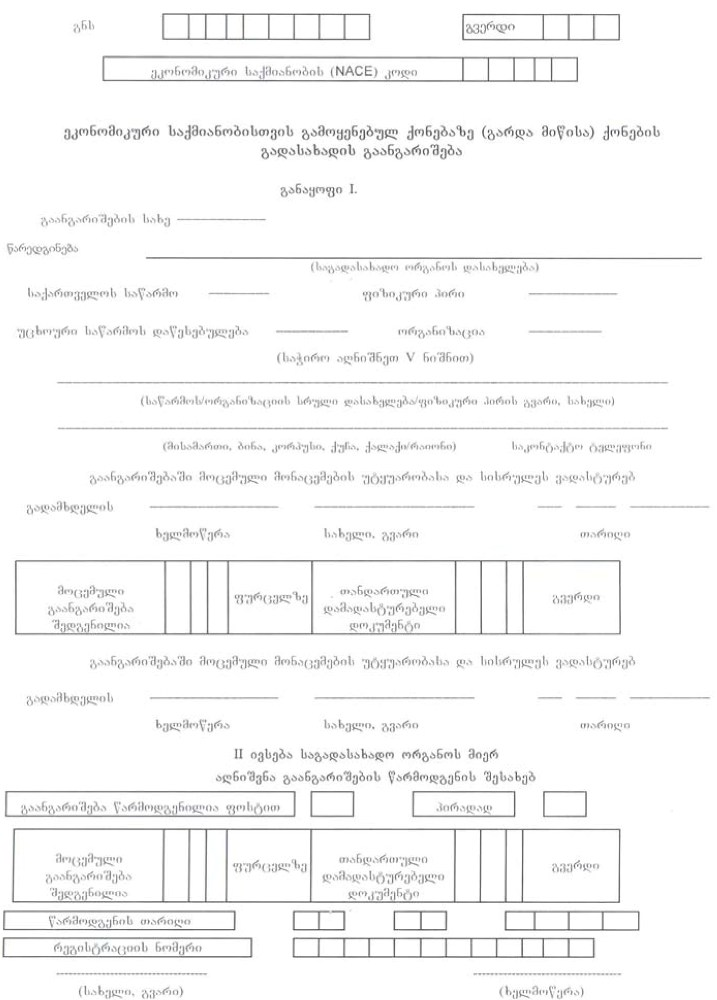 გნს გვერდი
ეკონომიკური საქმიანობის (NACE) კოდი
ეკონომიკური საქმიანობისთვის გამოყენებულ ქონებაზე (გარდა მიწისა) ქონების
გადასახადის გაანგარიშება
განაყოფი I.
გაანგარიშების სახე
წარედგინება
(საგადასახადო ორგანოს დასახელება)
საქართველოს საწარმო ფიზიკური პირი
უცხოური საწარმოს დაწესებულება ორგანიზაცია
(საჭირო აღნიშნეთ V ნიშნით)
(საწარმოს/ორგანიზაციის სრული დასახელება/ფიზიკური პირის გვარი, სახელი)
(მისამართი, ბინა, კორპუსი, ქუჩა, ქალაქი/რაიონი) საკონტაქტო ტელეფონი
გაანგარიშებაში მოცემული მონაცემების უტყუარობასა და სისრულეს ვადასტურებ
გადამხდელის
ხელმოწერა სახელი, გვარი თარიღი
მოცემული
გაანგარიშება
შედგენილია
ფურცელზე
თანდართული
დამადასტურებელი
დოკუმენტი
გვერდი
გაანგარიშებაში მოცემული მონაცემების უტყუარობასა და სისრულეს ვადასტურებ
გადამხდელის
ხელმოწერა სახელი, გვარი თარიღი
II ივსება საგადასახადო ორგანოს მიერ
აღნიშვნა გაანგარიშების წარმოდგენის შესახებ
გაანგარიშება წარმოდგენილია ფოსტით პირადად
მოცემული
გაანგარიშება
შედგენილია
ფურცელზე
თანდართული
დამადასტურებელი
დოკუმენტი
გვერდი
წარმოდგენის თარიღი
რეგისტრაციის ნომერი
(სახელი, გვარი) (ხელმოწერა)